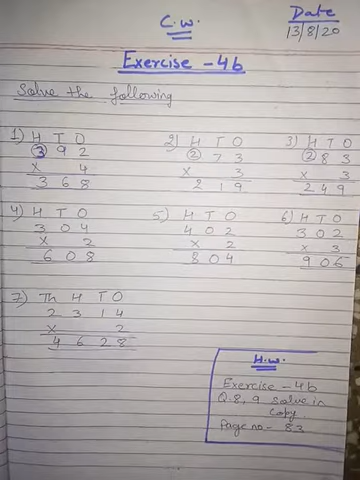 C.W.
Date
13/8/20
Exercise - 4b
Solve the following
1) H T O
③ 9 2
x 4
3 6 8
2) H T O
② 7 3
x 3
2 1 9
3) H T O
② 8 3
x 3
2 4 9
4) H T O
3 0 4
x 2
6 0 8
5) H T O
4 0 2
x 2
8 0 4
6) H T O
3 0 2
x 3
9 0 6
7) Th H T O
2 3 1 4
x 2
4 6 2 8
H.W.
Exercise - 4b
Q.8, 9 solve in
copy.
Page no - 83